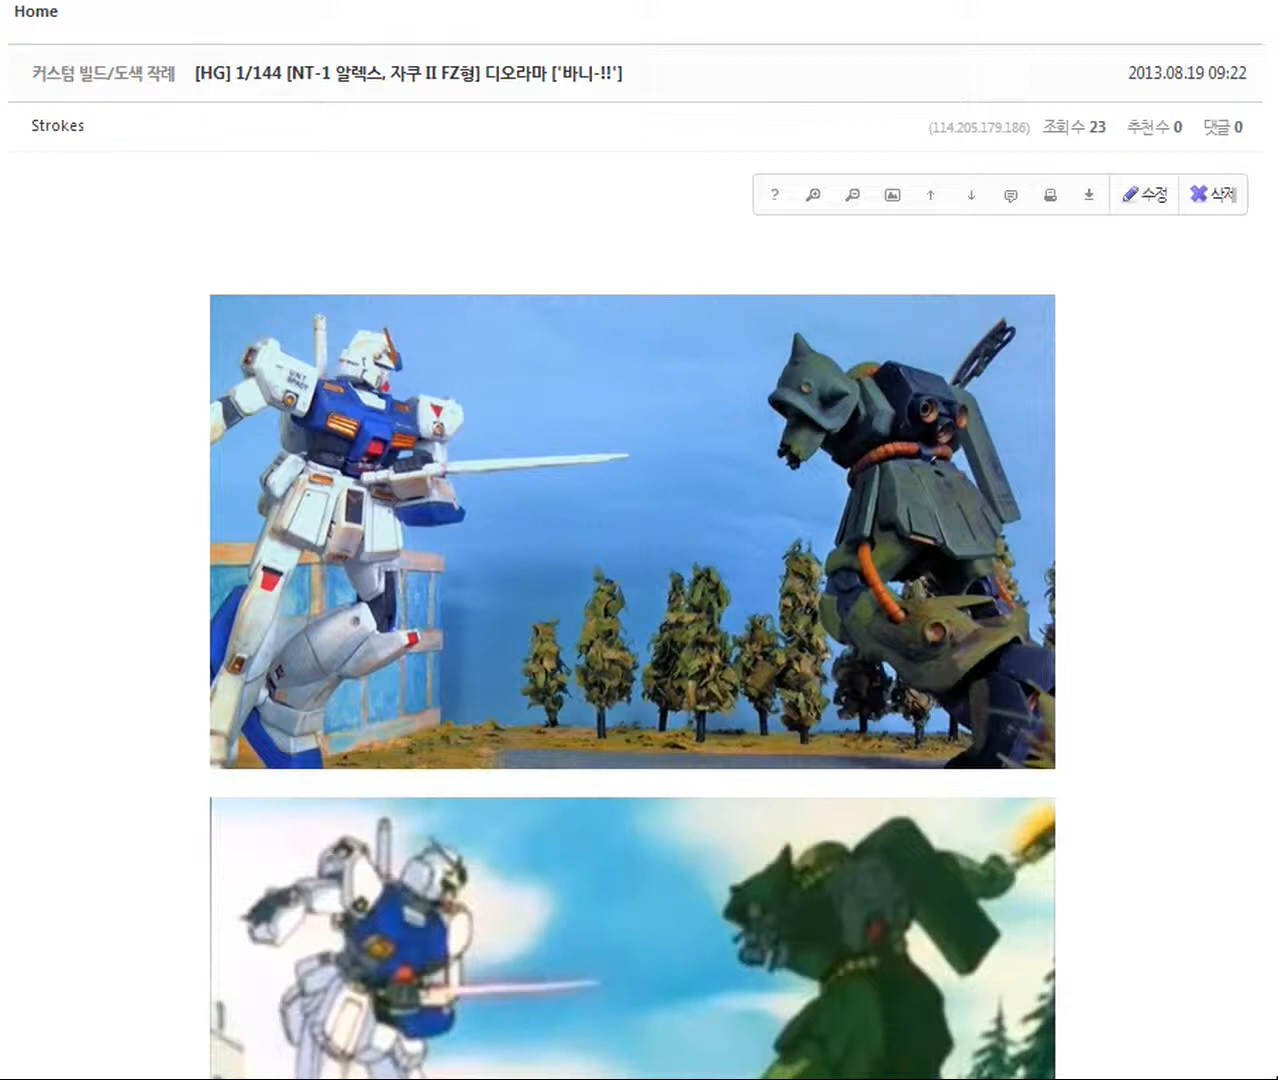 Home
커스텀 빌드/도색 작례 [HG] 1/144 [NT-1 알렉스, 자쿠 II FZ형] 디오라마 ['바니-!!'] 2013.08.19 09:22
Strokes (114.205.179.186) 조회 수 23 추천 수 0 댓글 0
? 수정 삭제
U.N.T SPACY